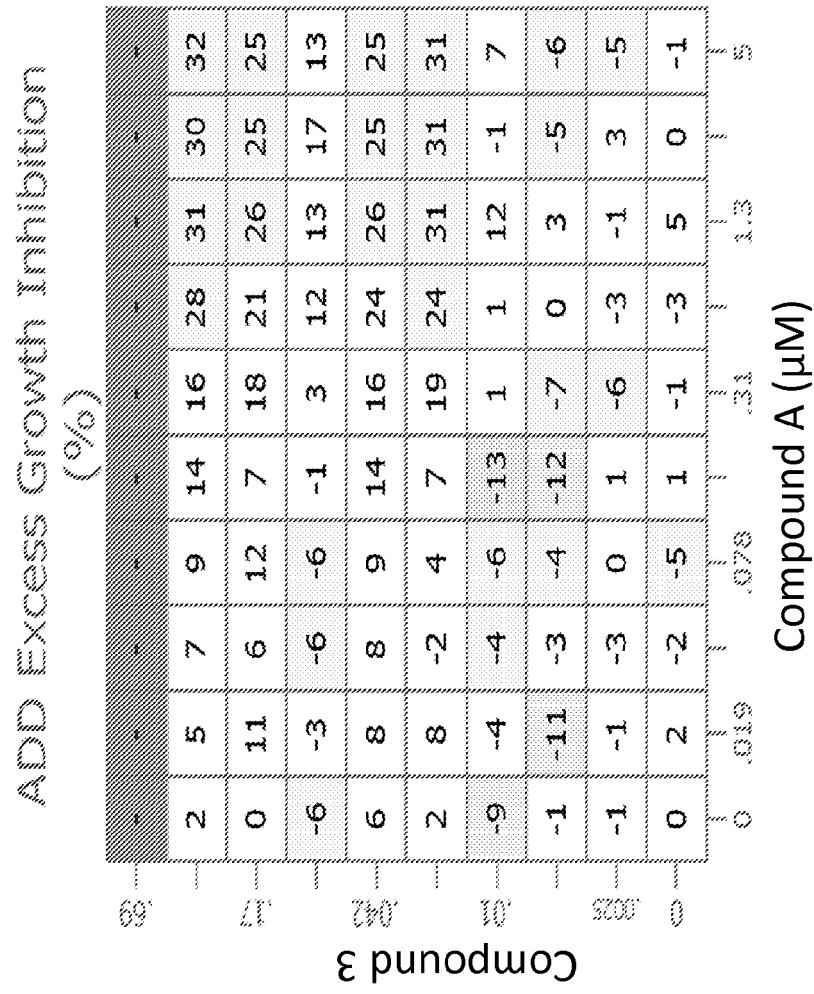 ADD Excess Growth Inhibition
(%)
Compound 3
.69 - - - - - - - - - -
2 5 7 9 14 16 28 31 30 32
.17 0 11 6 12 7 18 21 26 25 25
-6 -3 -6 -6 -1 3 12 13 17 13
.042 6 8 8 9 14 16 24 26 25 25
2 8 -2 4 7 19 24 31 31 31
.01 -9 -4 -4 -6 -13 1 1 12 -1 7
-1 -11 -3 -4 -12 -7 0 3 -5 -6
.0025 -1 -1 -3 0 1 -6 -3 -1 3 -5
0 0 2 -2 -5 1 -1 -3 5 0 -1
0 .019 .078 .31 1.3 5
Compound A (µM)